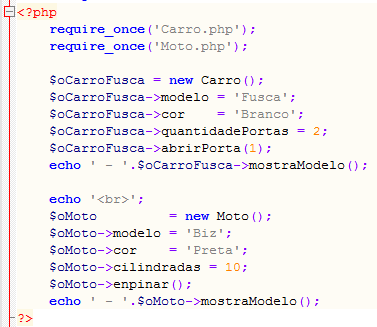 <?php
require_once('Carro.php');
require_once('Moto.php');
$oCarroFusca = new Carro();
$oCarroFusca->modelo = 'Fusca';
$oCarroFusca->cor    = 'Branco';
$oCarroFusca->quantidadePortas = 2;
$oCarroFusca->abrirPorta(1);
echo ' - '.$oCarroFusca->mostraModelo();
echo '<br>';
$oMoto         = new Moto();
$oMoto->modelo = 'Biz';
$oMoto->cor    = 'Preta';
$oMoto->cilindradas = 10;
$oMoto->enpinar();
echo ' - '.$oMoto->mostraModelo();
?>